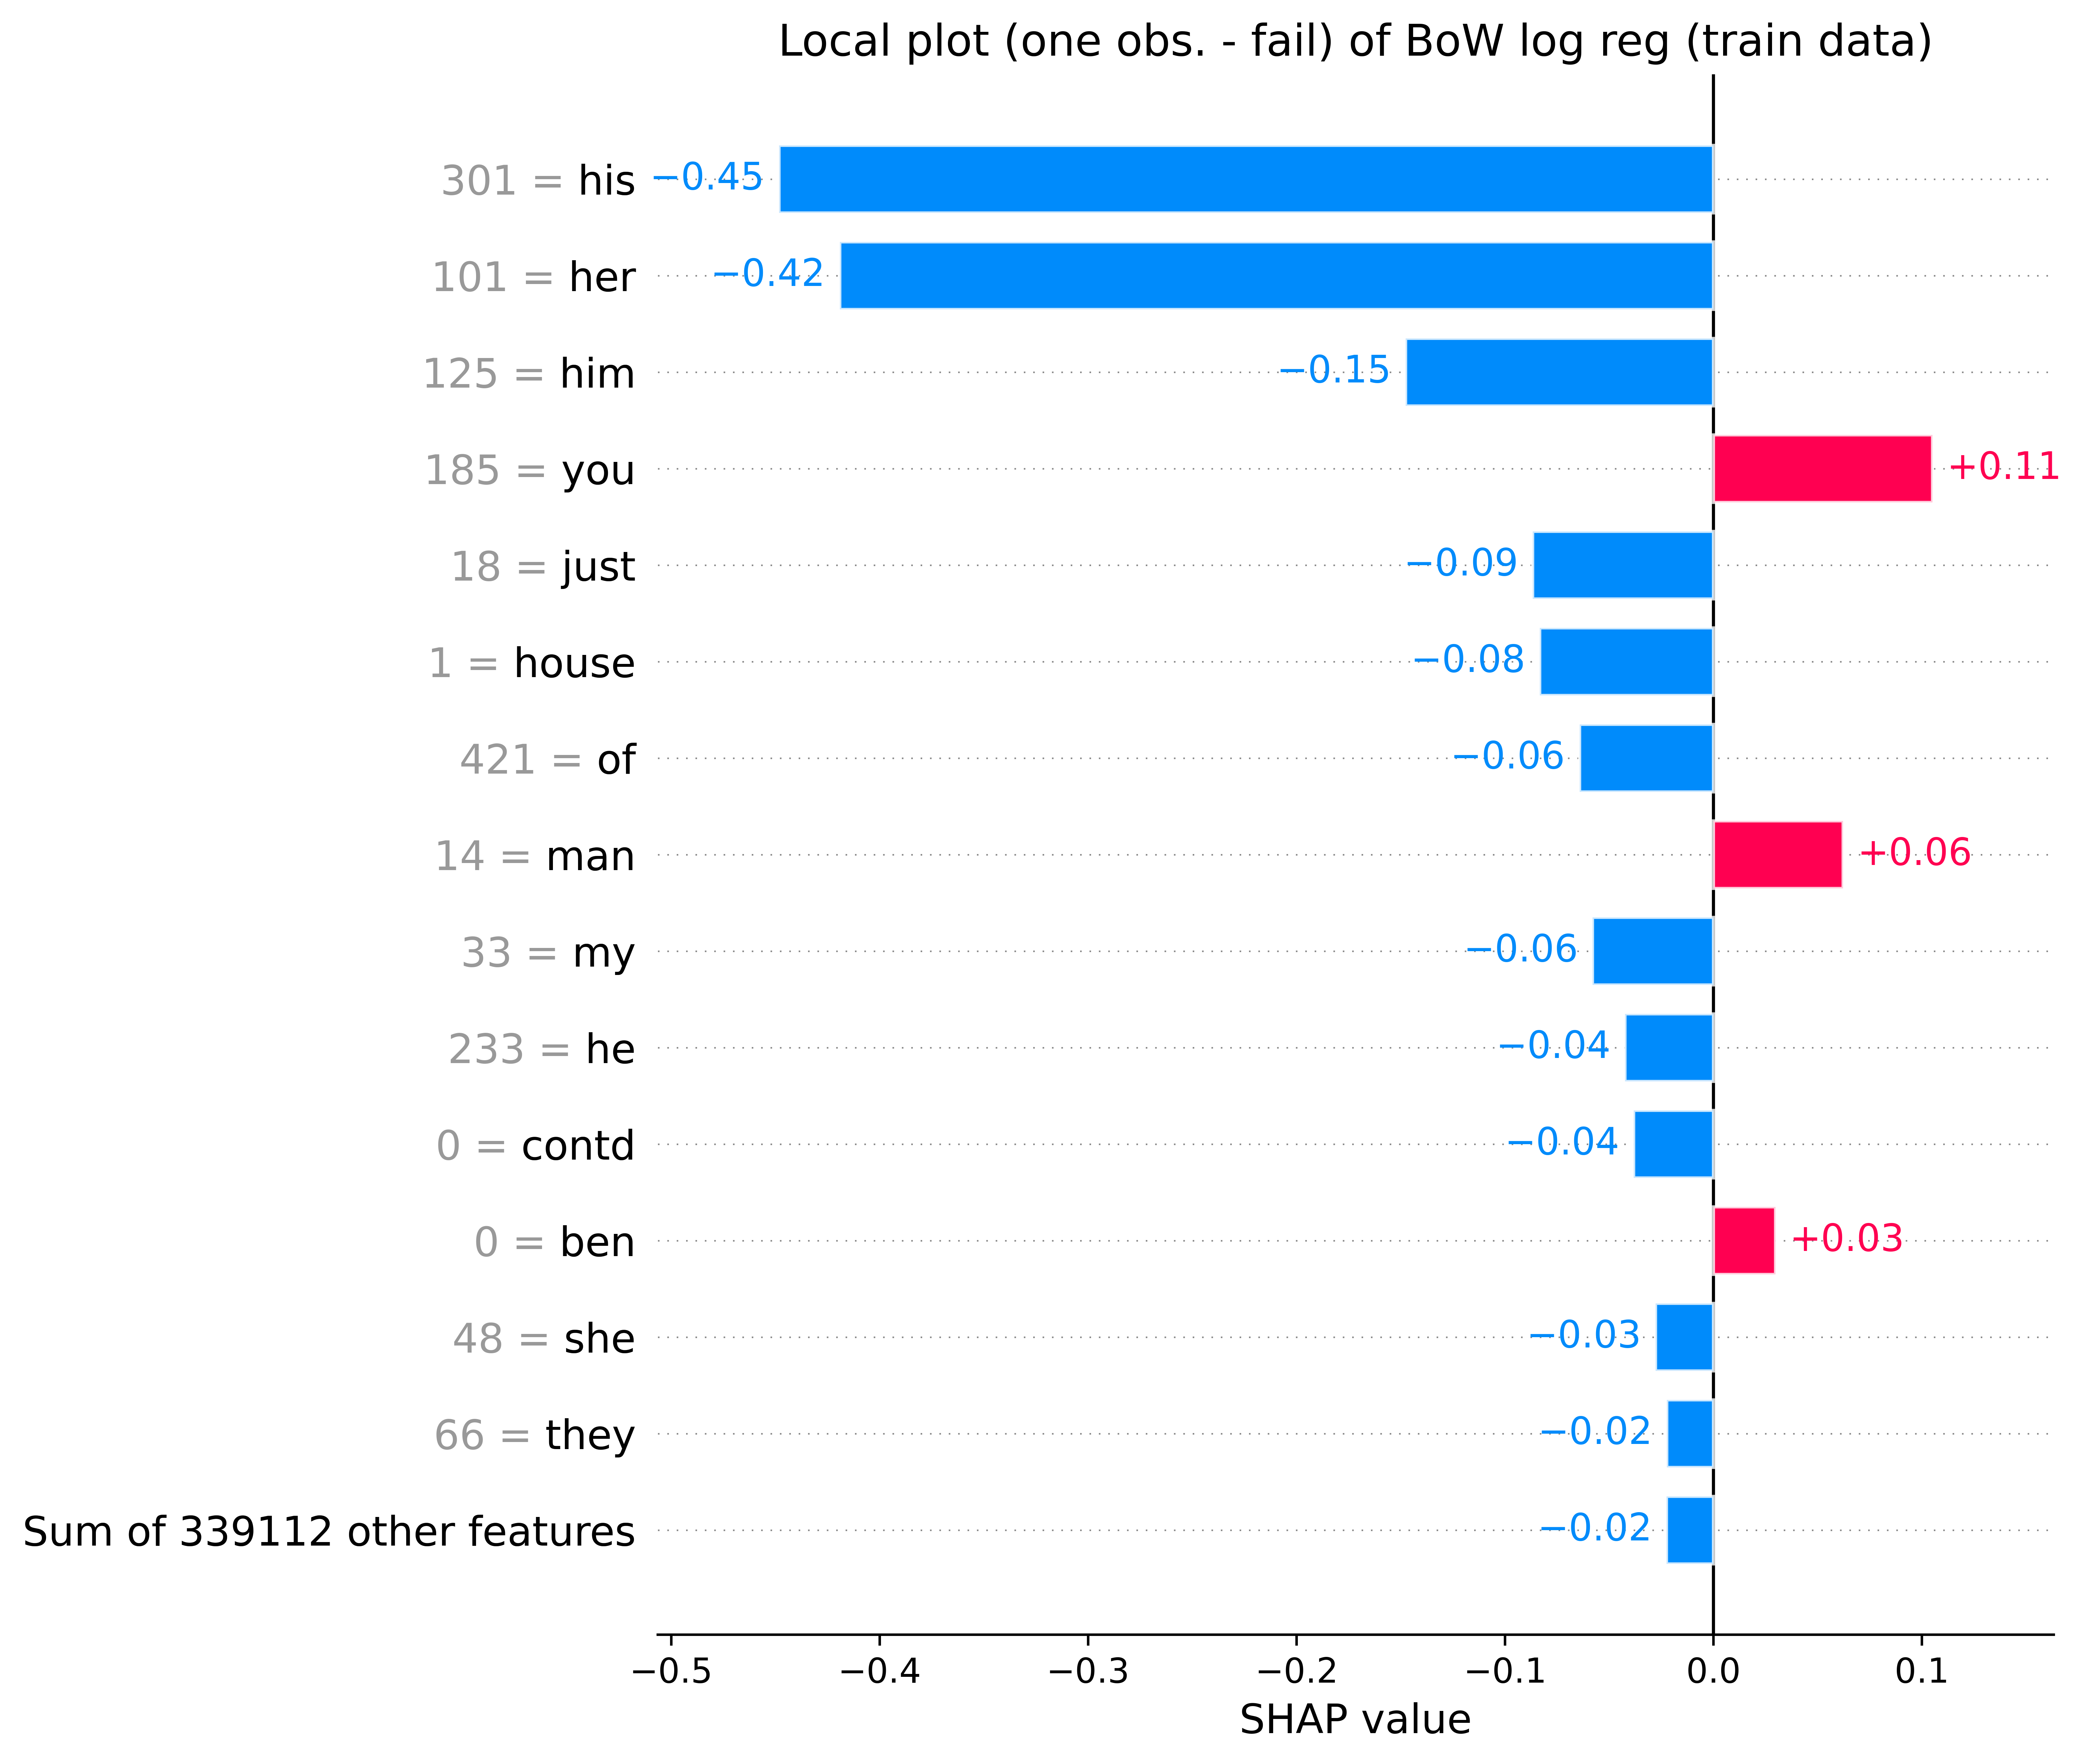 Local plot (one obs. - fail) of BoW log reg (train data)
301 = his −0.45
101 = her −0.42
125 = him −0.15
185 = you +0.11
18 = just −0.09
1 = house −0.08
421 = of −0.06
14 = man +0.06
33 = my −0.06
233 = he −0.04
0 = contd −0.04
0 = ben +0.03
48 = she −0.03
66 = they −0.02
Sum of 339112 other features −0.02
−0.5 −0.4 −0.3 −0.2 −0.1 0.0 0.1
SHAP value